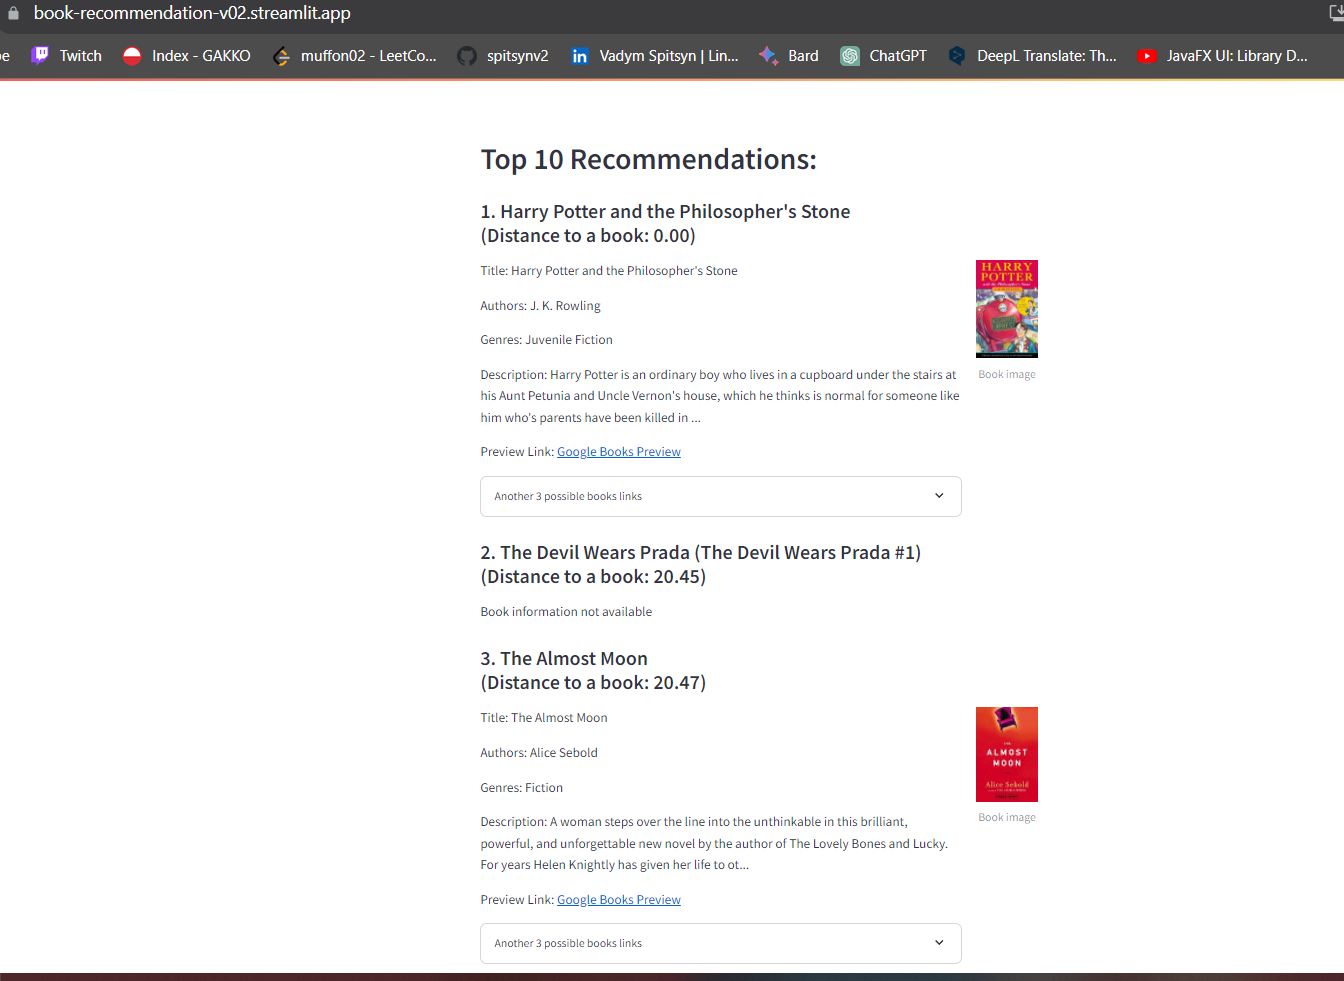 book-recommendation-v02.streamlit.app
be Twitch Index - GAKKO muffon02 - LeetCo... spitsynv2 Vadym Spitsyn | Lin... Bard ChatGPT DeepL Translate: Th... JavaFX UI: Library D...
Top 10 Recommendations:
1. Harry Potter and the Philosopher's Stone
(Distance to a book: 0.00)
Title: Harry Potter and the Philosopher's Stone
Authors: J. K. Rowling
Genres: Juvenile Fiction
Description: Harry Potter is an ordinary boy who lives in a cupboard under the stairs at
his Aunt Petunia and Uncle Vernon's house, which he thinks is normal for someone like
him who's parents have been killed in ...
Preview Link: Google Books Preview
HARRY
POTTER
Book image
Another 3 possible books links
2. The Devil Wears Prada (The Devil Wears Prada #1)
(Distance to a book: 20.45)
Book information not available
3. The Almost Moon
(Distance to a book: 20.47)
Title: The Almost Moon
Authors: Alice Sebold
Genres: Fiction
Description: A woman steps over the line into the unthinkable in this brilliant,
powerful, and unforgettable new novel by the author of The Lovely Bones and Lucky.
For years Helen Knightly has given her life to ot...
Preview Link: Google Books Preview
THE
ALMOST
MOON
Alice Sebold
Book image
Another 3 possible books links